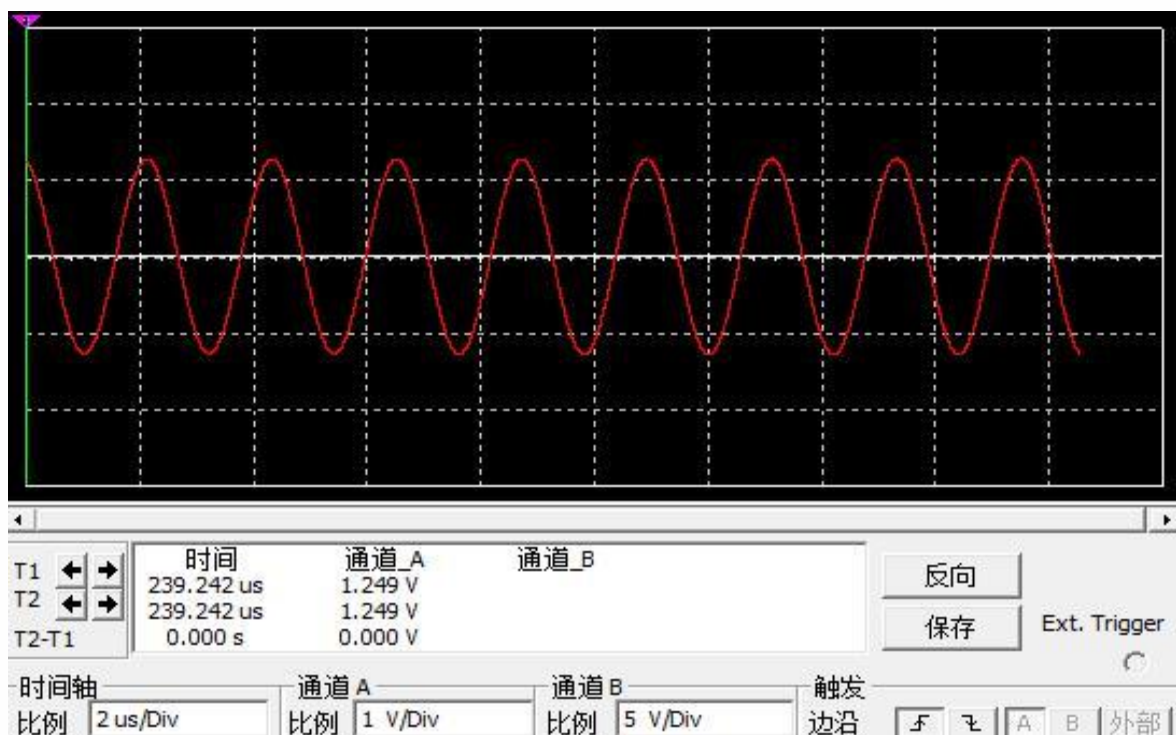 时间 通道_A 通道_B
T1 239.242 us 1.249 V
T2 239.242 us 1.249 V
T2-T1 0.000 s 0.000 V
反向
保存
Ext. Trigger
时间轴 通道 A 通道 B 触发
比例 2 us/Div 比例 1 V/Div 比例 5 V/Div 边沿 A B 外部